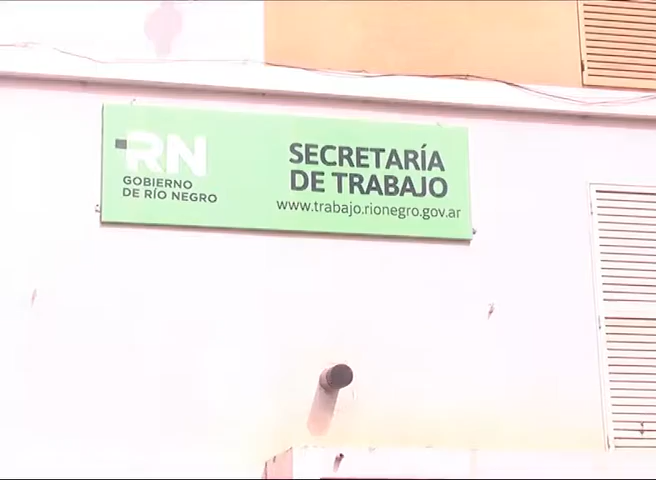 RN
GOBIERNO
DE RÍO NEGRO
SECRETARÍA
DE TRABAJO
www.trabajo.rionegro.gov.ar